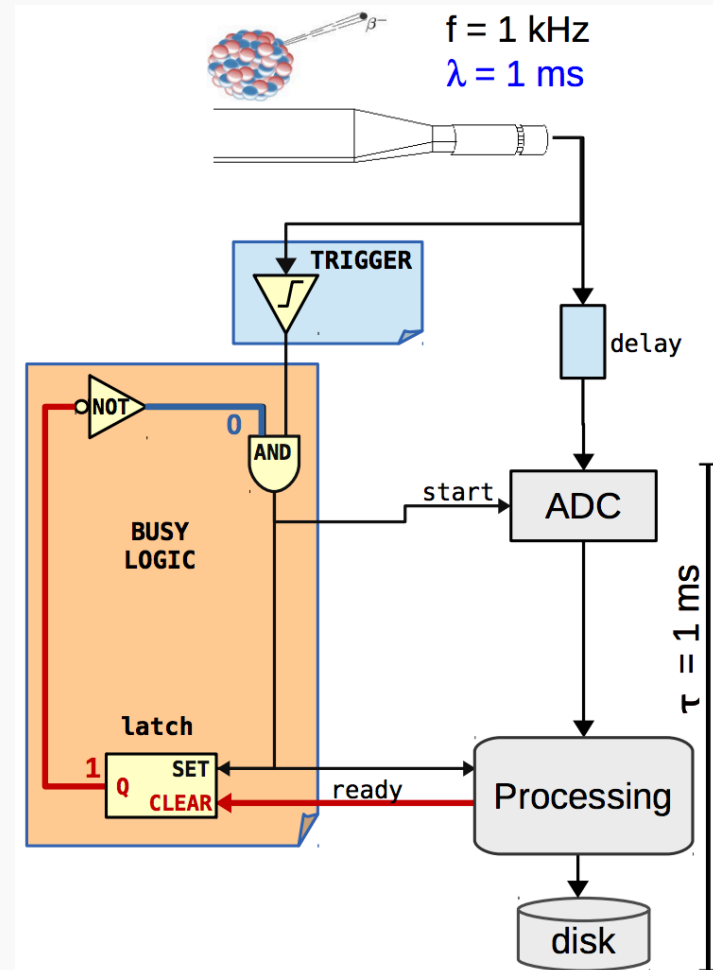 β⁻
f = 1 kHz
λ = 1 ms
TRIGGER
delay
NOT
0
AND
start
ADC
BUSY
LOGIC
τ = 1 ms
latch
1
Q
SET
CLEAR
ready
Processing
disk